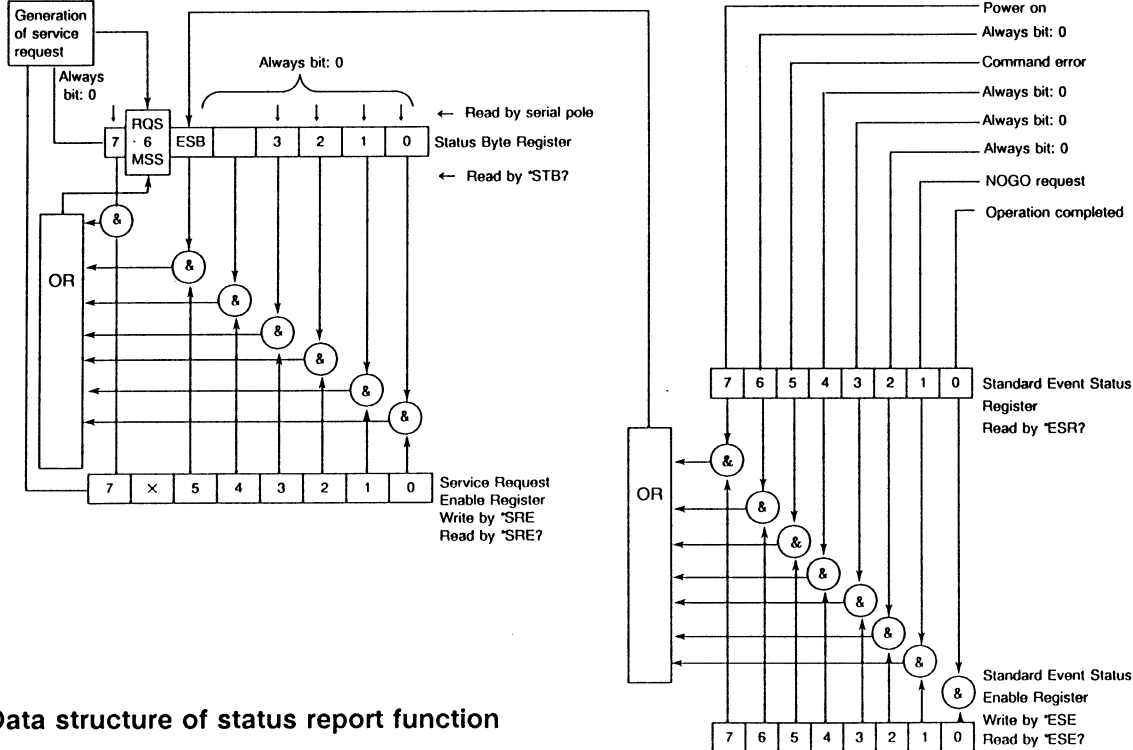 Generation
of service
request
Always
bit: 0
Always bit: 0
← Read by serial pole
RQS
7 · 6 ESB 3 2 1 0 Status Byte Register
MSS
← Read by *STB?
&
OR
&
&
&
&
&
&
7 × 5 4 3 2 1 0 Service Request
Enable Register
Write by *SRE
Read by *SRE?
Power on
Always bit: 0
Command error
Always bit: 0
Always bit: 0
Always bit: 0
NOGO request
Operation completed
7 6 5 4 3 2 1 0 Standard Event Status
Register
Read by *ESR?
OR
&
&
&
&
&
&
&
&
Standard Event Status
Enable Register
Write by *ESE
7 6 5 4 3 2 1 0 Read by *ESE?
Data structure of status report function